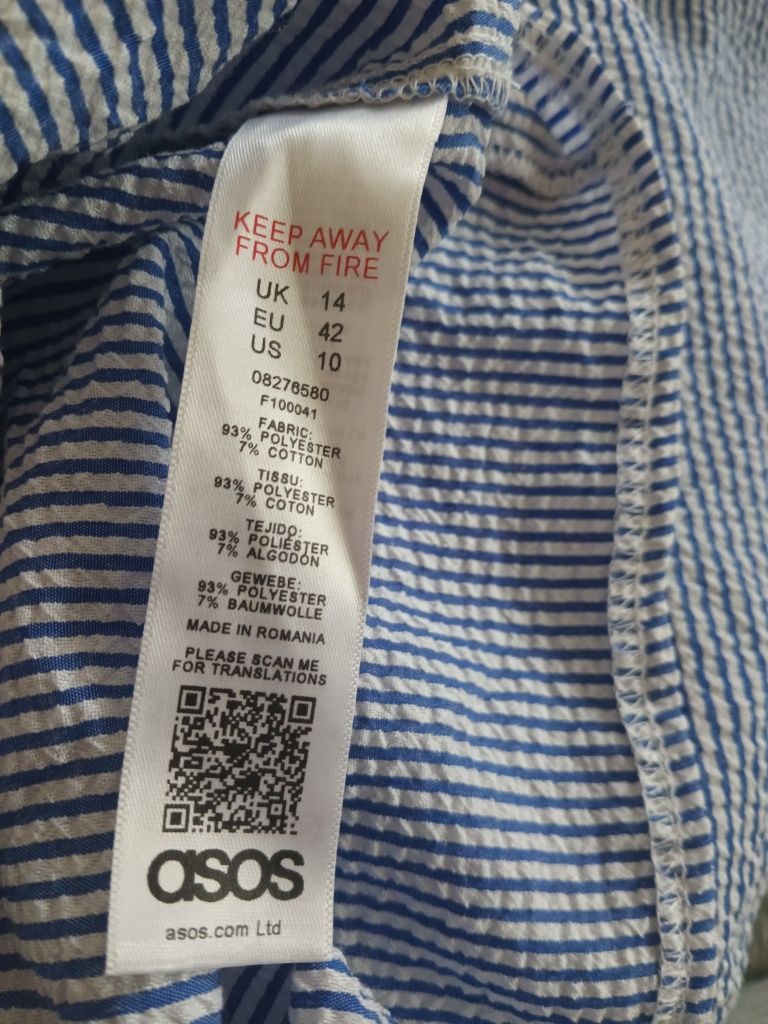 KEEP AWAY
FROM FIRE
UK 14
EU 42
US 10
08276580
F100041
FABRIC:
93% POLYESTER
7% COTTON
TISSU:
93% POLYESTER
7% COTON
TEJIDO:
93% POLIÉSTER
7% ALGODÓN
GEWEBE:
93% POLYESTER
7% BAUMWOLLE
MADE IN ROMANIA
PLEASE SCAN ME
FOR TRANSLATIONS
asos
asos.com Ltd